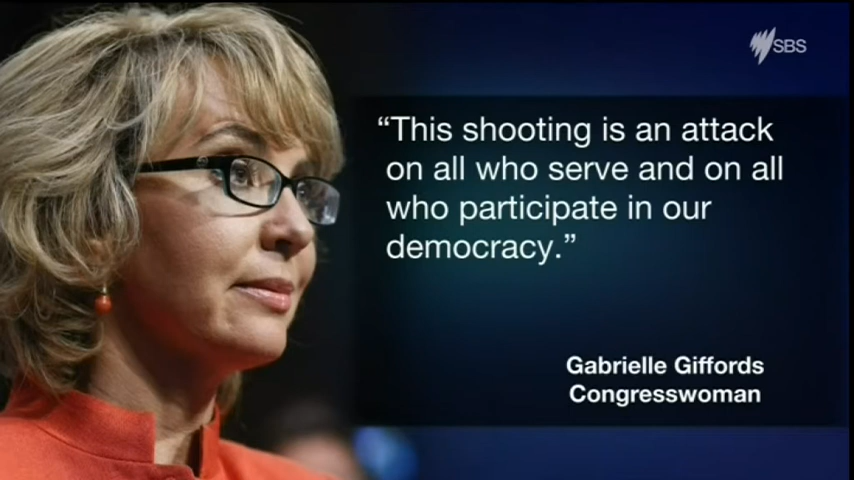 SBS
“This shooting is an attack
on all who serve and on all
who participate in our
democracy.”
Gabrielle Giffords
Congresswoman